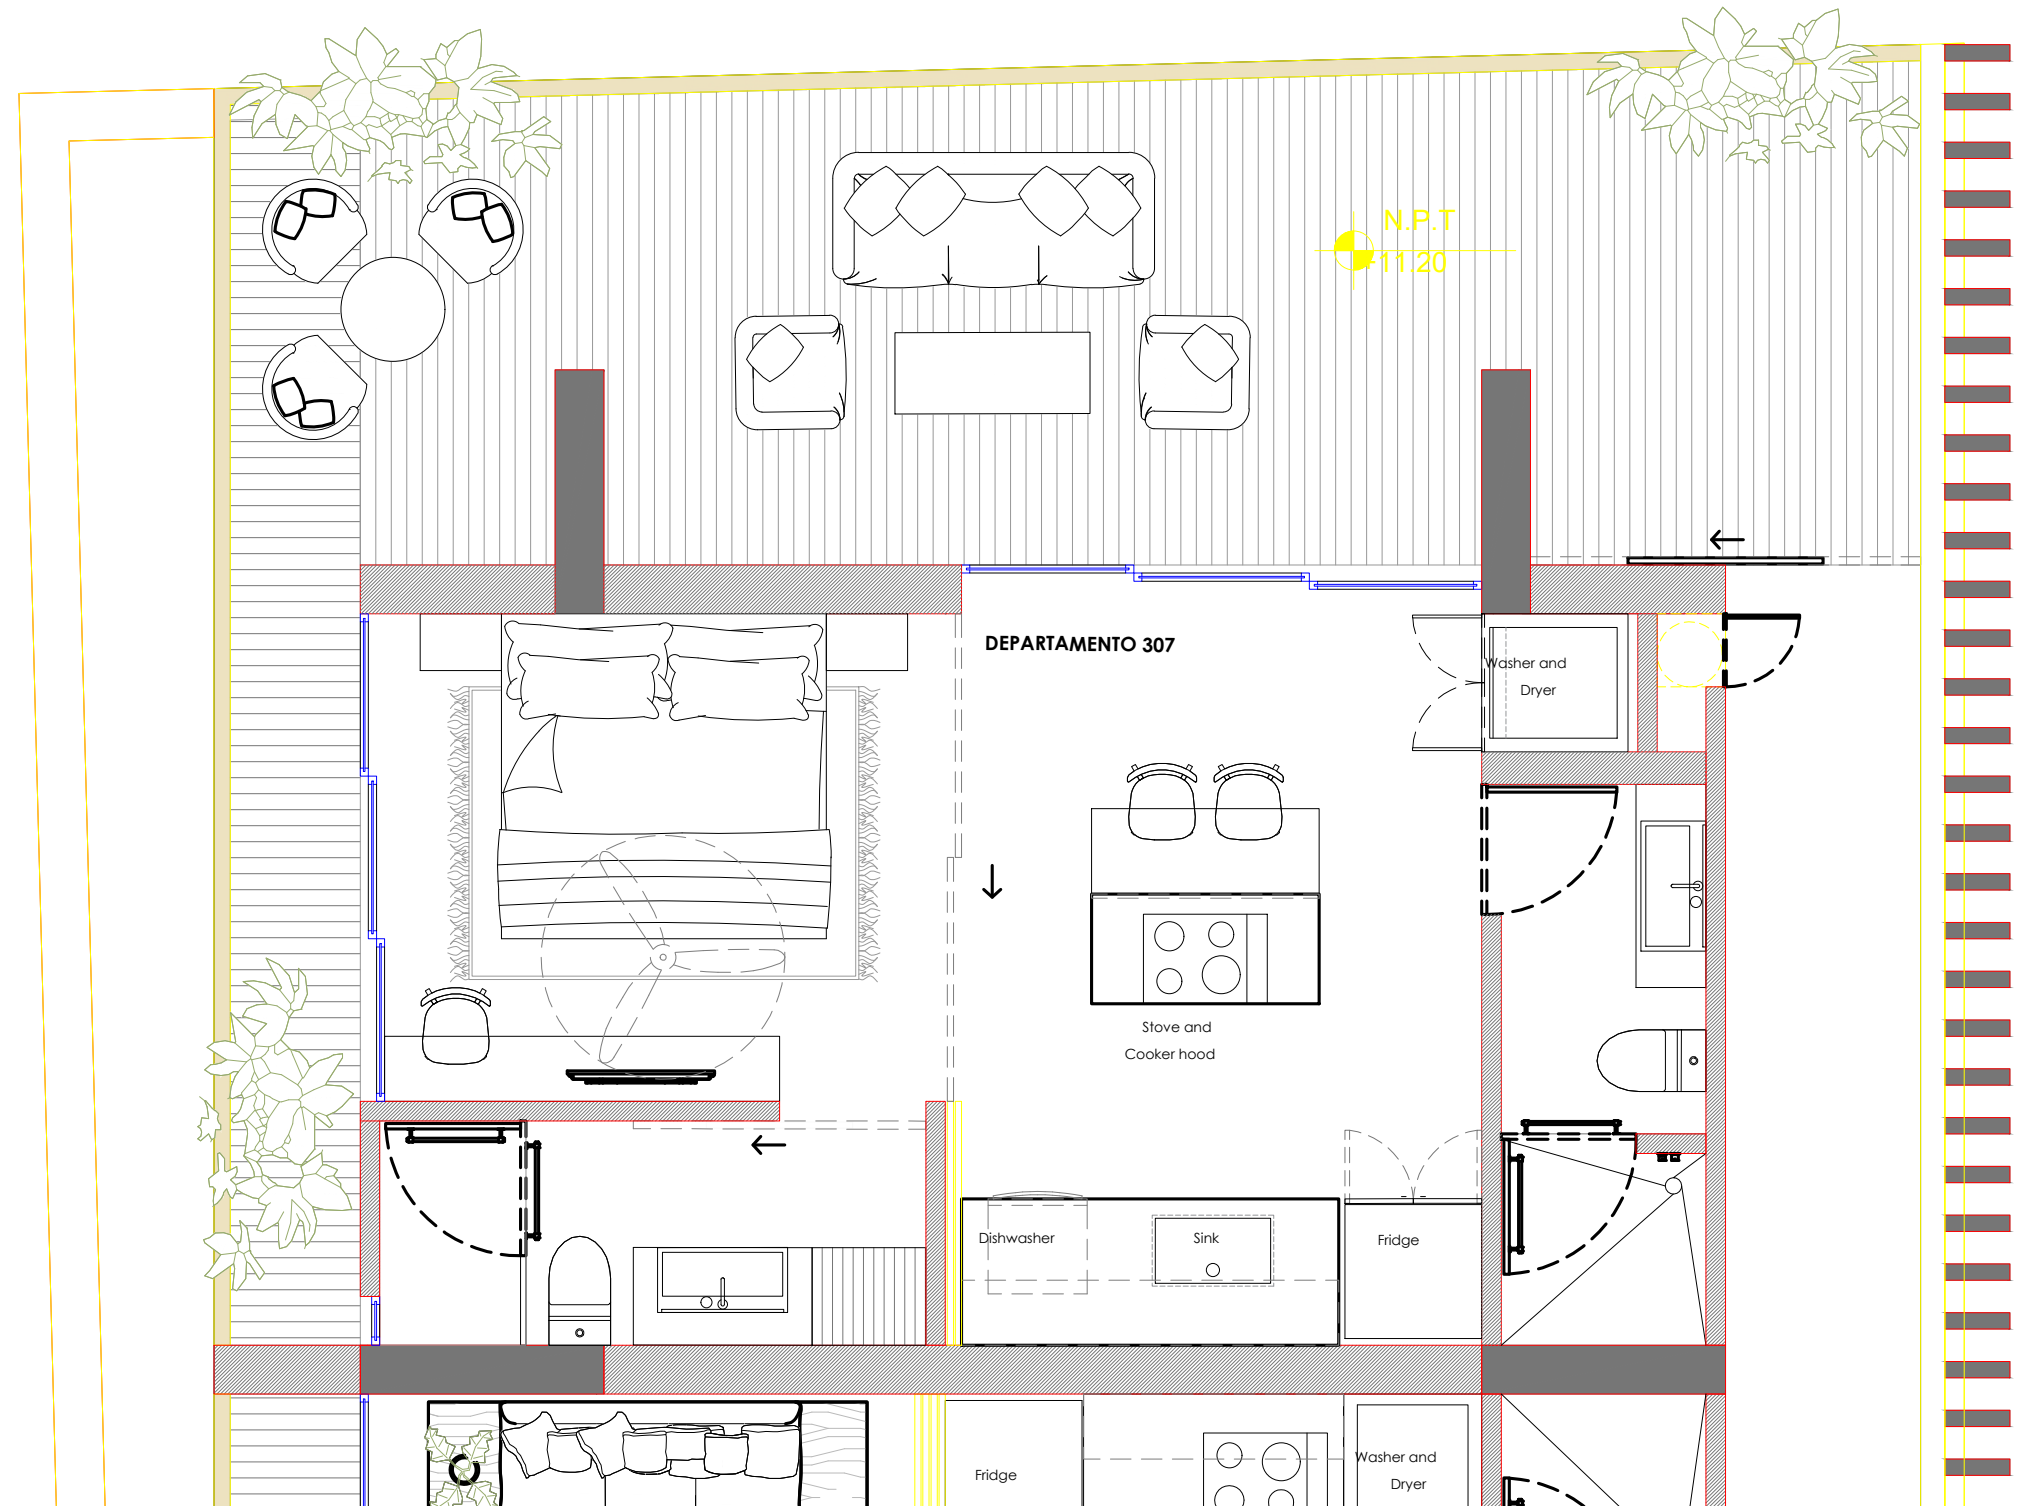 N.P.T
+11.20
DEPARTAMENTO 307
Washer and
Dryer
Stove and
Cooker hood
Dishwasher
Sink
Fridge
Fridge
Washer and
Dryer